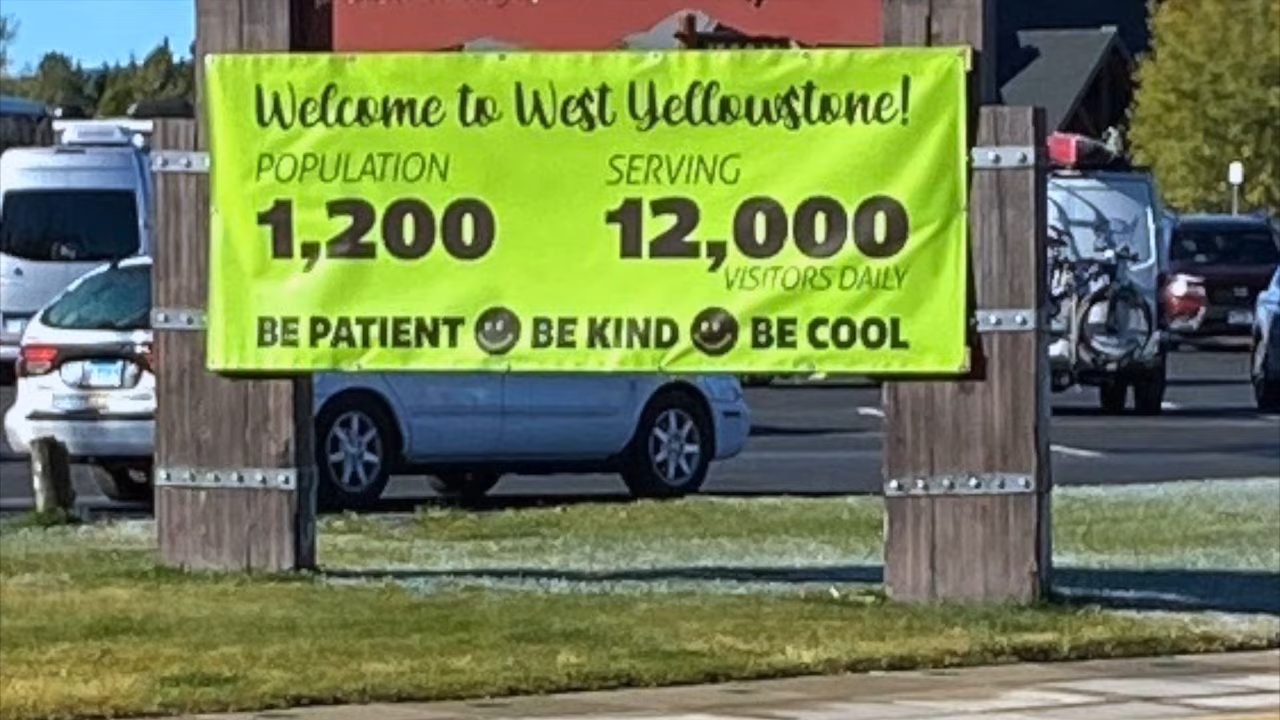 Welcome to West Yellowstone!
POPULATION SERVING
1,200 12,000
VISITORS DAILY
BE PATIENT BE KIND BE COOL